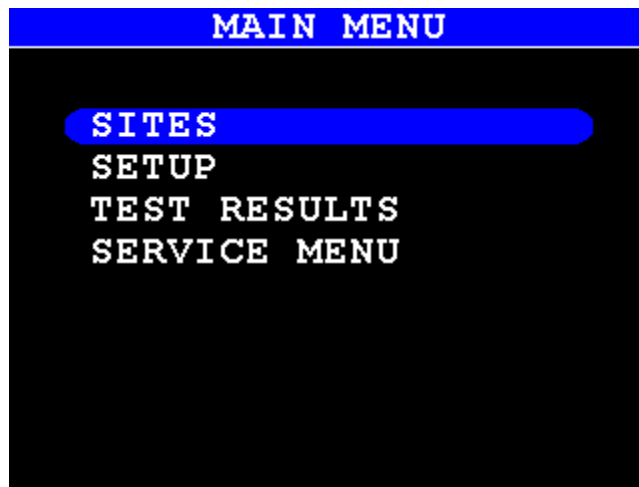 MAIN MENU
SITES
SETUP
TEST RESULTS
SERVICE MENU